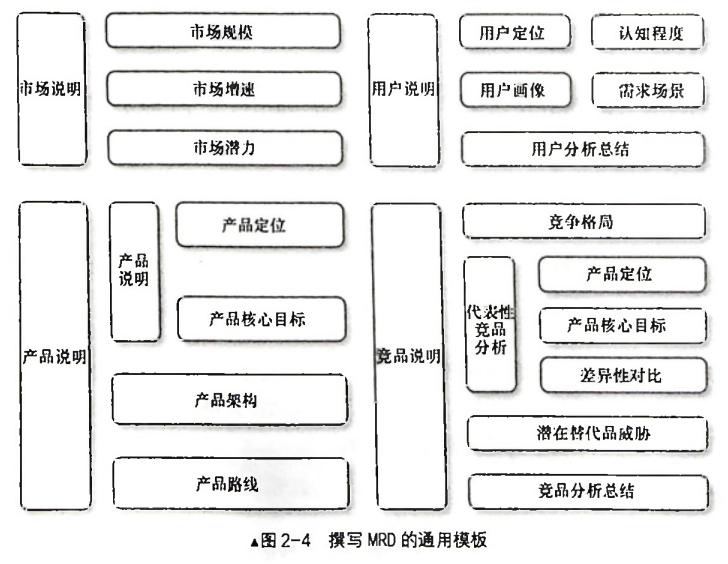 市场说明
市场规模
市场增速
市场潜力
用户说明
用户定位
认知程度
用户画像
需求场景
用户分析总结
产品说明
产品
说明
产品定位
产品核心目标
产品架构
产品路线
竞品说明
竞争格局
代表性
竞品
分析
产品定位
产品核心目标
差异性对比
潜在替代品威胁
竞品分析总结
▲图2-4 撰写MRD的通用模板